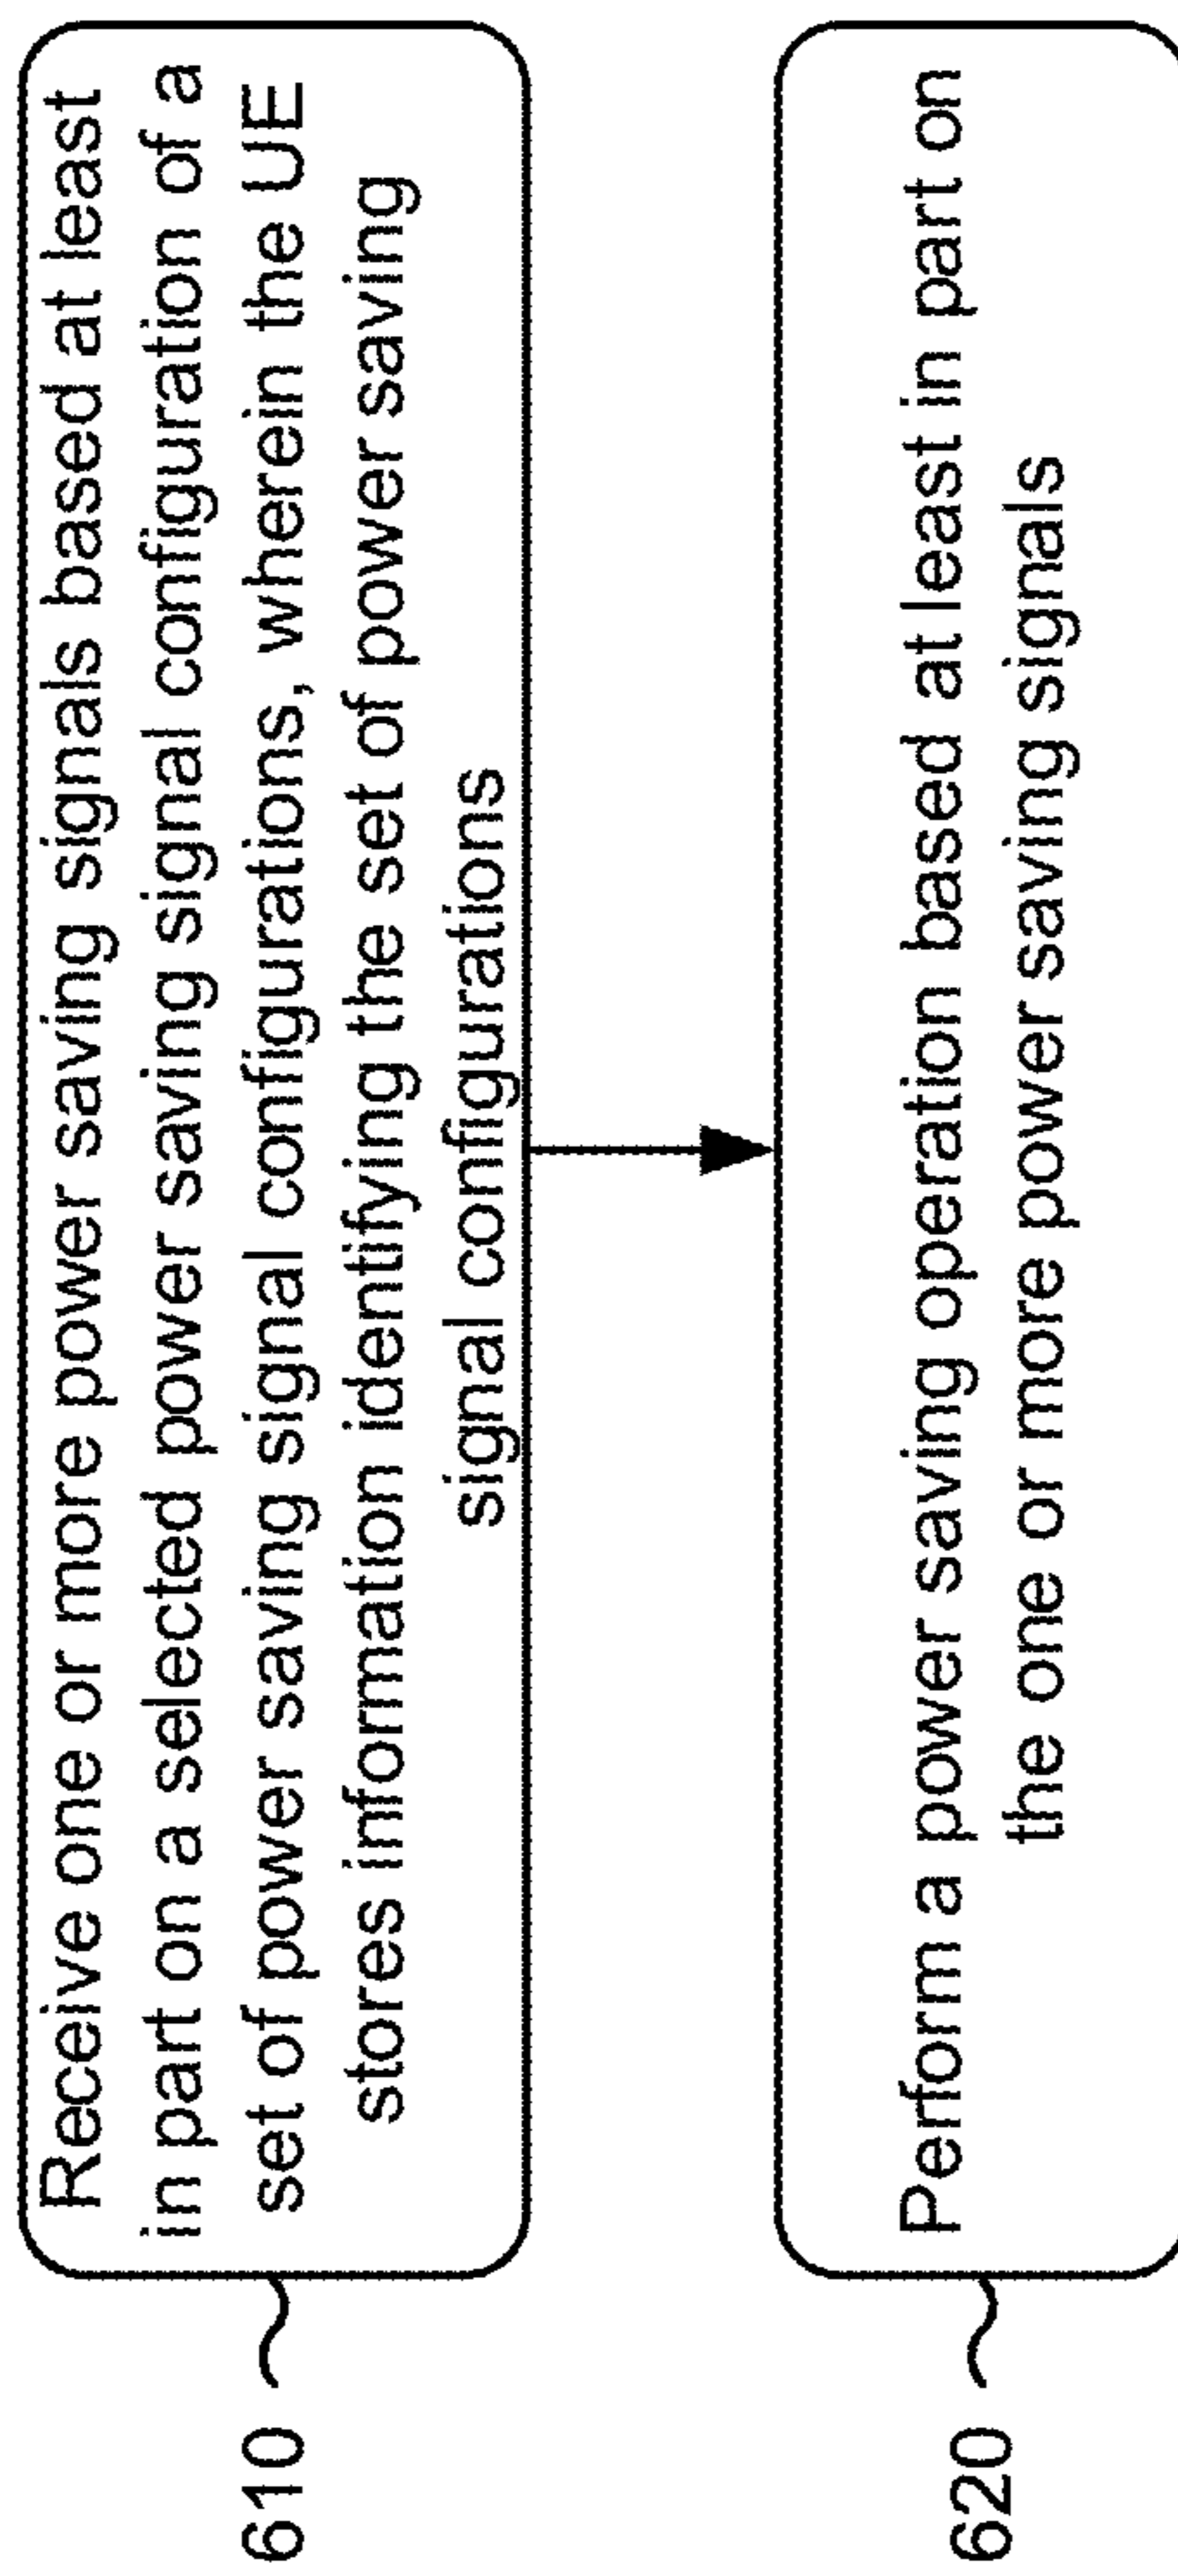 610
Receive one or more power saving signals based at least
in part on a selected power saving signal configuration of a
set of power saving signal configurations, wherein the UE
stores information identifying the set of power saving
signal configurations
620
Perform a power saving operation based at least in part on
the one or more power saving signals